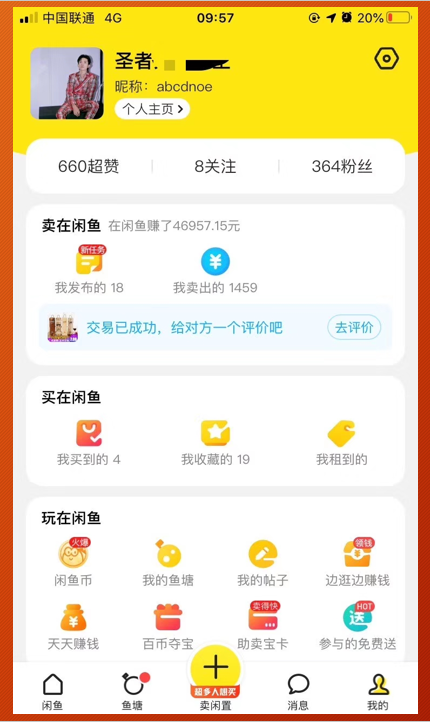 中国联通 4G 09:57 20%
圣者.
昵称：abcdnoe
个人主页
660超赞 8关注 364粉丝
卖在闲鱼 在闲鱼赚了46957.15元
新任务
我发布的 18 我卖出的 1459
交易已成功，给对方一个评价吧 去评价
买在闲鱼
我买到的 4 我收藏的 19 我租到的
玩在闲鱼
火爆 领钱
闲鱼币 我的鱼塘 我的帖子 边逛边赚钱
卖得快 HOT
送
天天赚钱 百币夺宝 助卖宝卡 参与的免费送
超多人想买
闲鱼 鱼塘 卖闲置 消息 我的